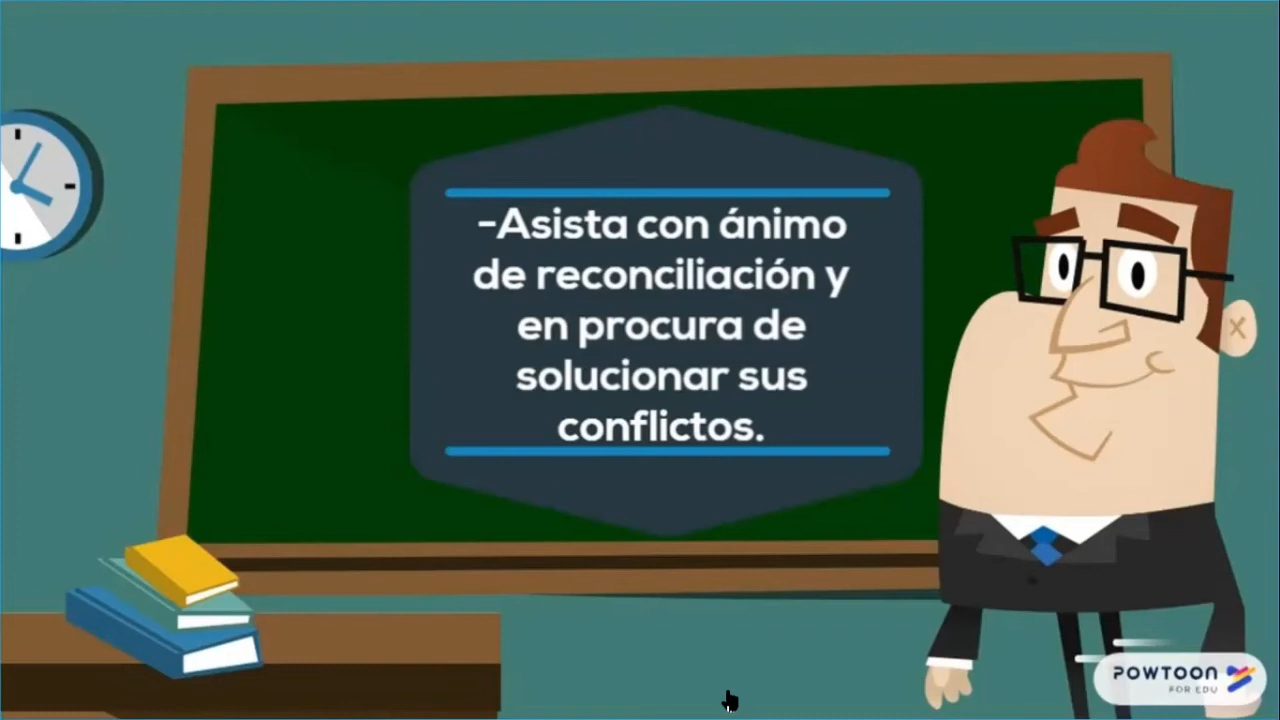 -Asista con ánimo
de reconciliación y
en procura de
solucionar sus
conflictos.
POWTOON
FOR EDU